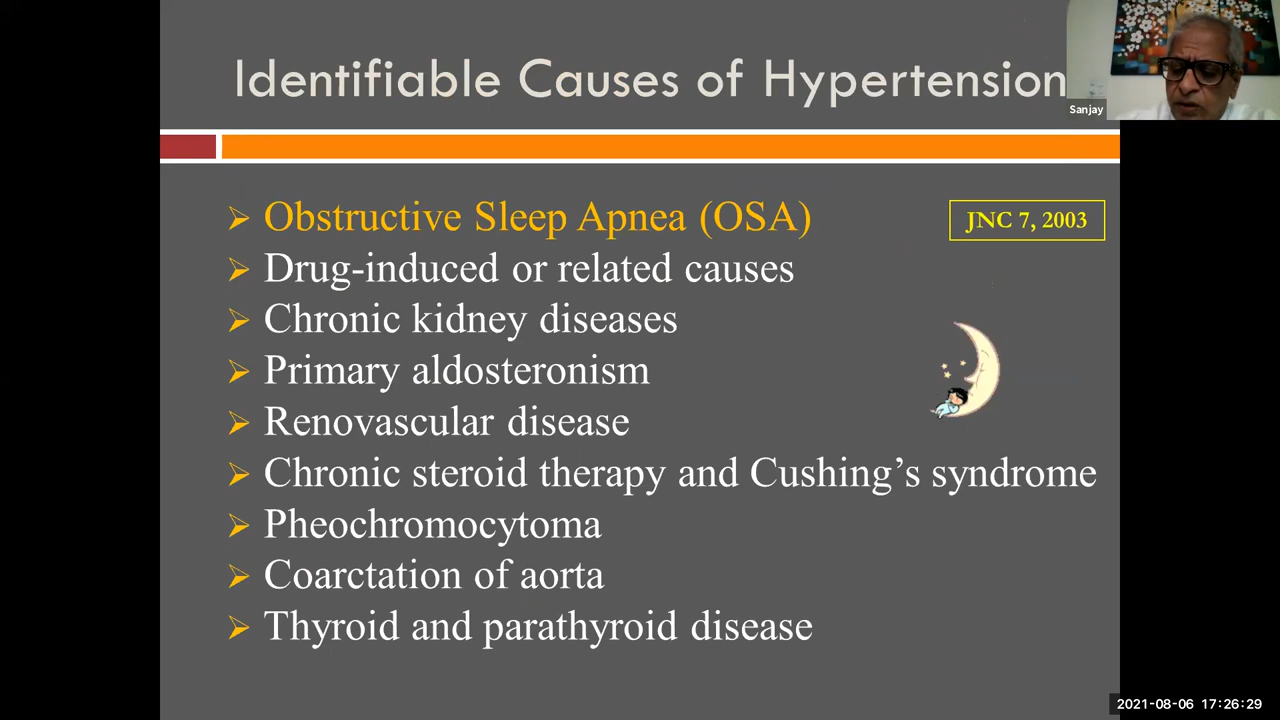 Identifiable Causes of Hypertension
Sanjay
Obstructive Sleep Apnea (OSA)
JNC 7, 2003
Drug-induced or related causes
Chronic kidney diseases
Primary aldosteronism
Renovascular disease
Chronic steroid therapy and Cushing’s syndrome
Pheochromocytoma
Coarctation of aorta
Thyroid and parathyroid disease
2021-08-06 17:26:29